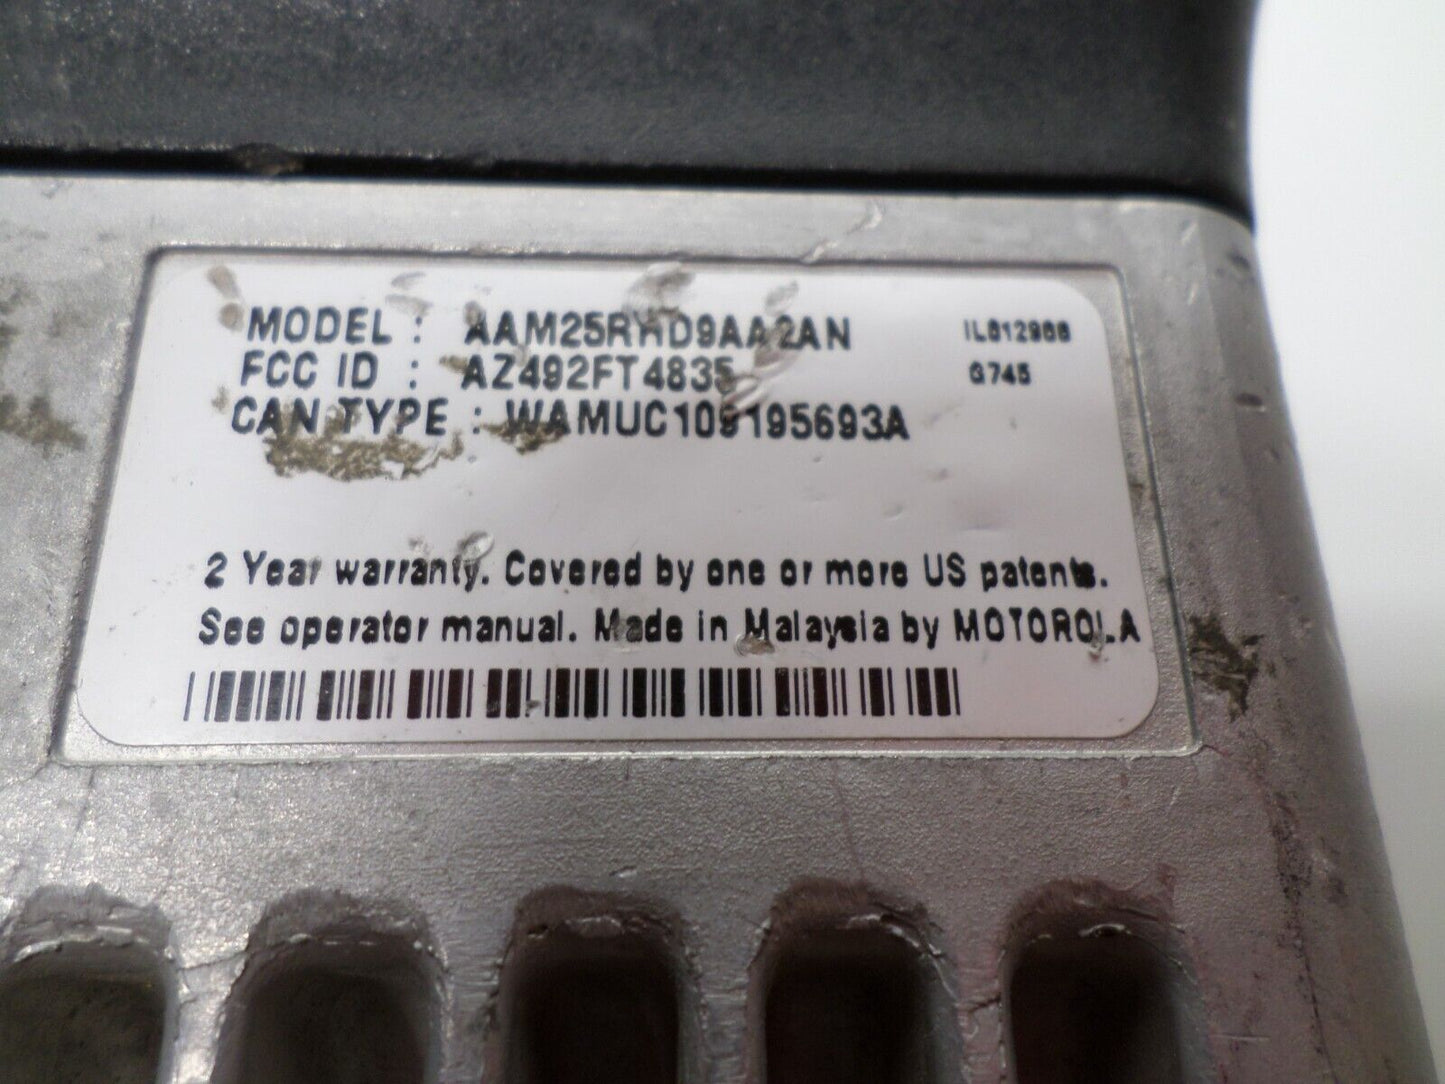 MODEL : AAM25RHD9AA2AN
FCC ID : AZ492FT4835
CAN TYPE : WAMUC109195693A
G745
2 Year warranty. Covered by one or more US patents.
See operator manual. Made in Malaysia by MOTOROLA